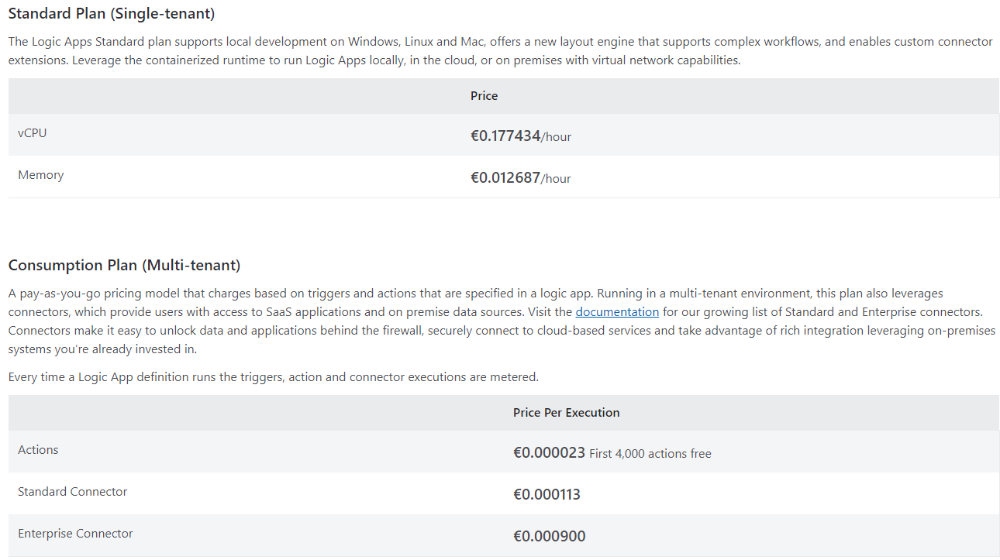 Standard Plan (Single-tenant)
The Logic Apps Standard plan supports local development on Windows, Linux and Mac, offers a new layout engine that supports complex workflows, and enables custom connector
extensions. Leverage the containerized runtime to run Logic Apps locally, in the cloud, or on premises with virtual network capabilities.
Price
vCPU €0.177434/hour
Memory €0.012687/hour
Consumption Plan (Multi-tenant)
A pay-as-you-go pricing model that charges based on triggers and actions that are specified in a logic app. Running in a multi-tenant environment, this plan also leverages
connectors, which provide users with access to SaaS applications and on premise data sources. Visit the documentation for our growing list of Standard and Enterprise connectors.
Connectors make it easy to unlock data and applications behind the firewall, securely connect to cloud-based services and take advantage of rich integration leveraging on-premises
systems you’re already invested in.
Every time a Logic App definition runs the triggers, action and connector executions are metered.
Price Per Execution
Actions €0.000023 First 4,000 actions free
Standard Connector €0.000113
Enterprise Connector €0.000900